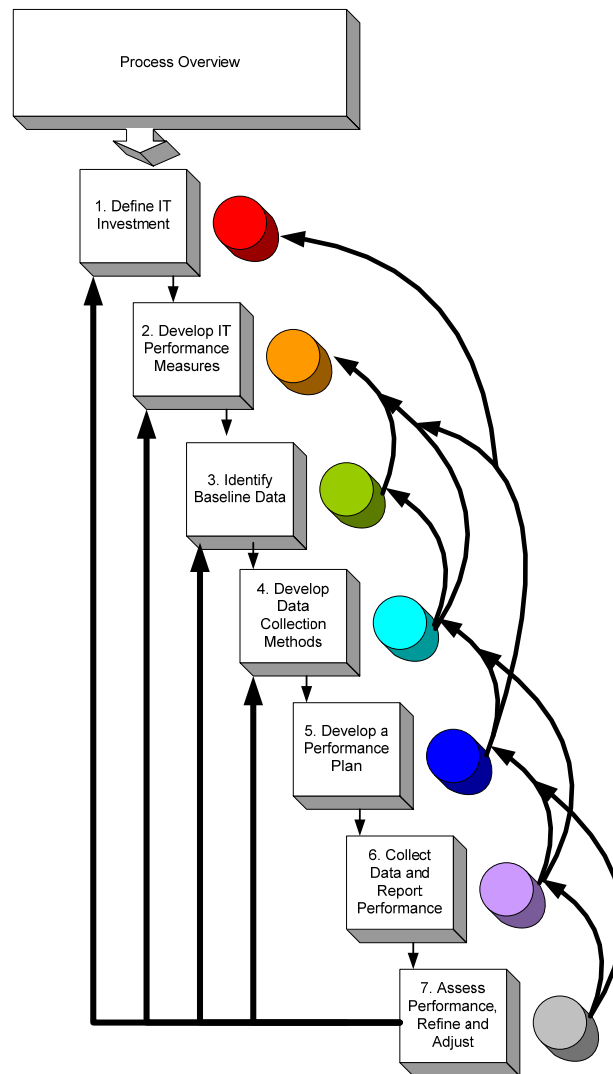 Process Overview
1. Define IT
Investment
2. Develop IT
Performance
Measures
3. Identify
Baseline Data
4. Develop
Data
Collection
Methods
5. Develop a
Performance
Plan
6. Collect
Data and
Report
Performance
7. Assess
Performance,
Refine and
Adjust